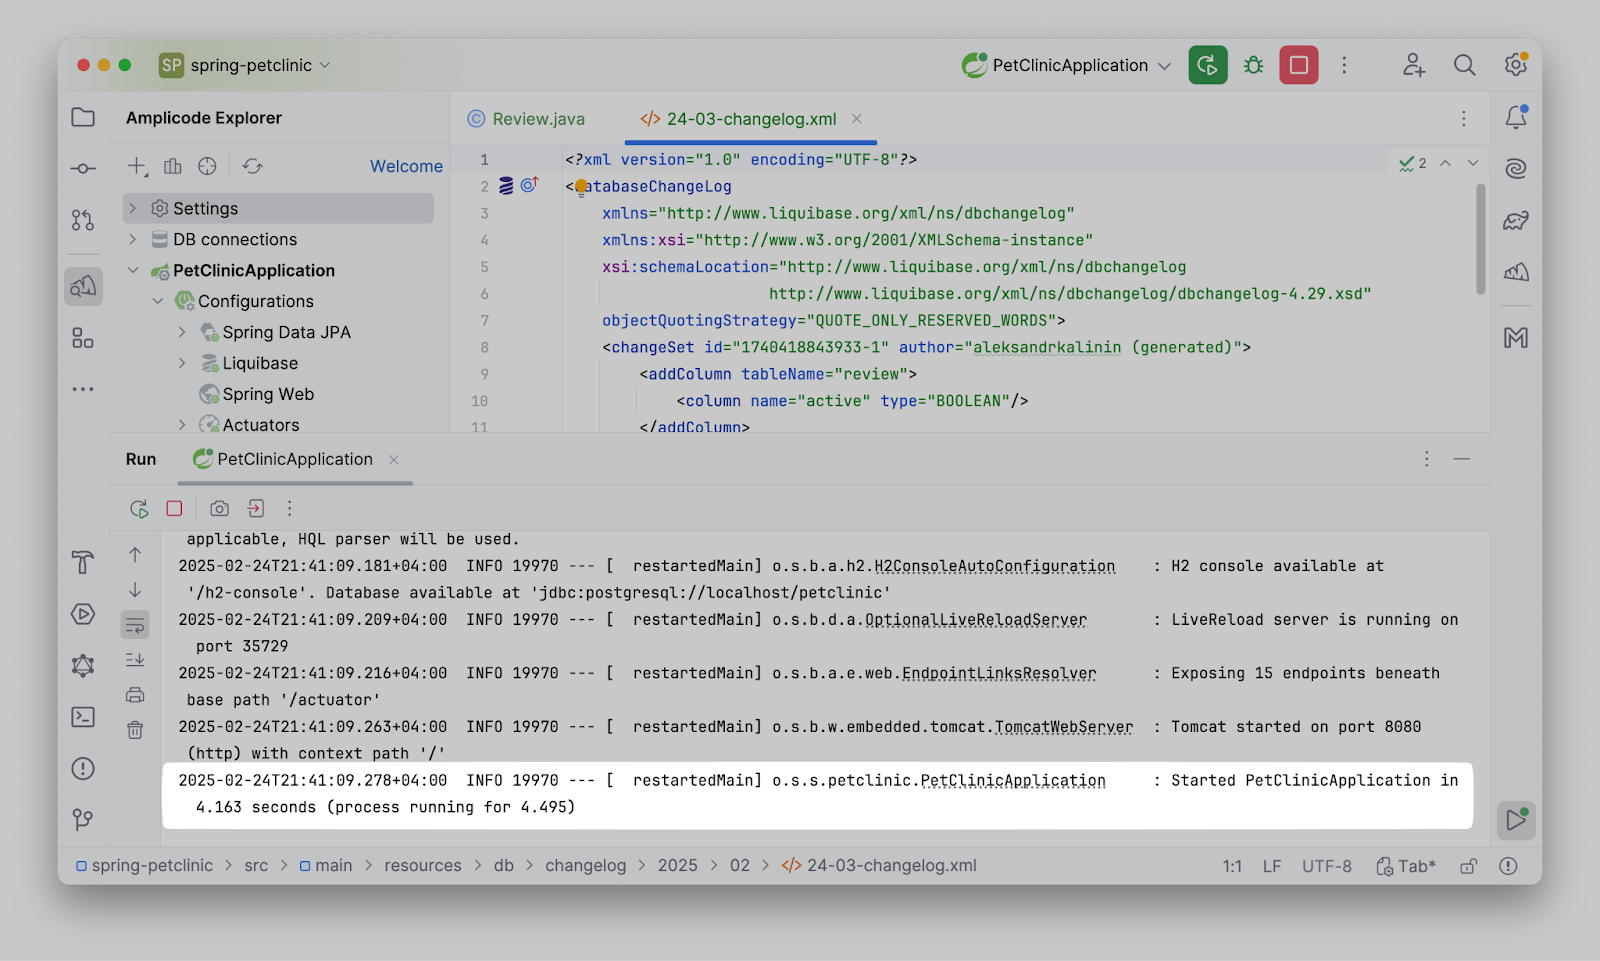 SP spring-petclinic
PetClinicApplication
Amplicode Explorer
Review.java
24-03-changelog.xml
Welcome
Settings
DB connections
PetClinicApplication
Configurations
Spring Data JPA
Liquibase
Spring Web
Actuators
1 <?xml version="1.0" encoding="UTF-8"?>
2
3 xmlns="http://www.liquibase.org/xml/ns/dbchangelog"
4 xmlns:xsi="http://www.w3.org/2001/XMLSchema-instance"
5 xsi:schemaLocation="http://www.liquibase.org/xml/ns/dbchangelog
6 http://www.liquibase.org/xml/ns/dbchangelog/dbchangelog-4.29.xsd"
7 objectQuotingStrategy="QUOTE_ONLY_RESERVED_WORDS">
8 <changeSet id="1740418843933-1" author="aleksandrkalinin (generated)">
9 <addColumn tableName="review">
10 <column name="active" type="BOOLEAN"/>
11 </addColumn>
2
Run
PetClinicApplication
applicable, HQL parser will be used.
2025-02-24T21:41:09.181+04:00 INFO 19970 --- [ restartedMain] o.s.b.a.h2.H2ConsoleAutoConfiguration : H2 console available at
'/h2-console'. Database available at 'jdbc:postgresql://localhost/petclinic'
2025-02-24T21:41:09.209+04:00 INFO 19970 --- [ restartedMain] o.s.b.d.a.OptionalLiveReloadServer : LiveReload server is running on
port 35729
2025-02-24T21:41:09.216+04:00 INFO 19970 --- [ restartedMain] o.s.b.a.e.web.EndpointLinksResolver : Exposing 15 endpoints beneath
base path '/actuator'
2025-02-24T21:41:09.263+04:00 INFO 19970 --- [ restartedMain] o.s.b.w.embedded.tomcat.TomcatWebServer : Tomcat started on port 8080
(http) with context path '/'
2025-02-24T21:41:09.278+04:00 INFO 19970 --- [ restartedMain] o.s.s.petclinic.PetClinicApplication : Started PetClinicApplication in
4.163 seconds (process running for 4.495)
spring-petclinic > src > main > resources > db > changelog > 2025 > 02 > 24-03-changelog.xml
1:1 LF UTF-8 Tab*